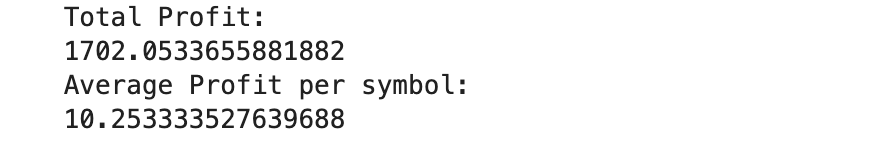 Total Profit:
1702.0533655881882
Average Profit per symbol:
10.253333527639688